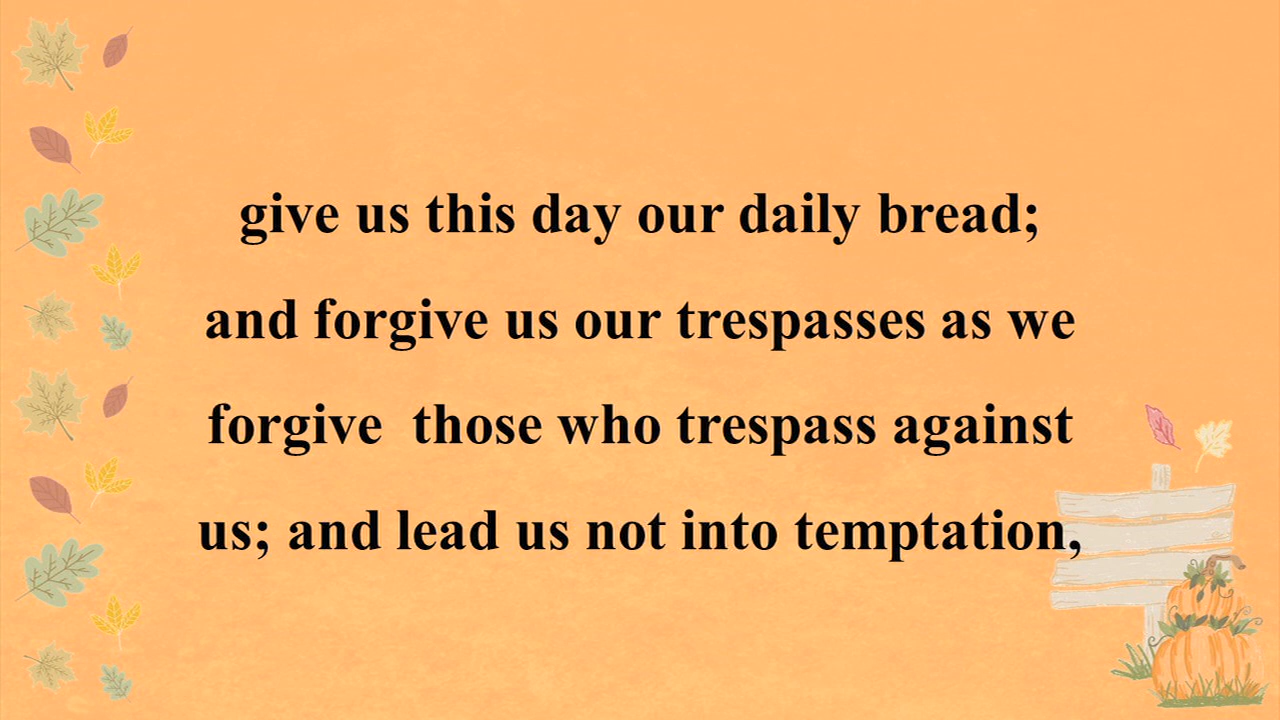 give us this day our daily bread;
and forgive us our trespasses as we
forgive  those who trespass against
us; and lead us not into temptation,